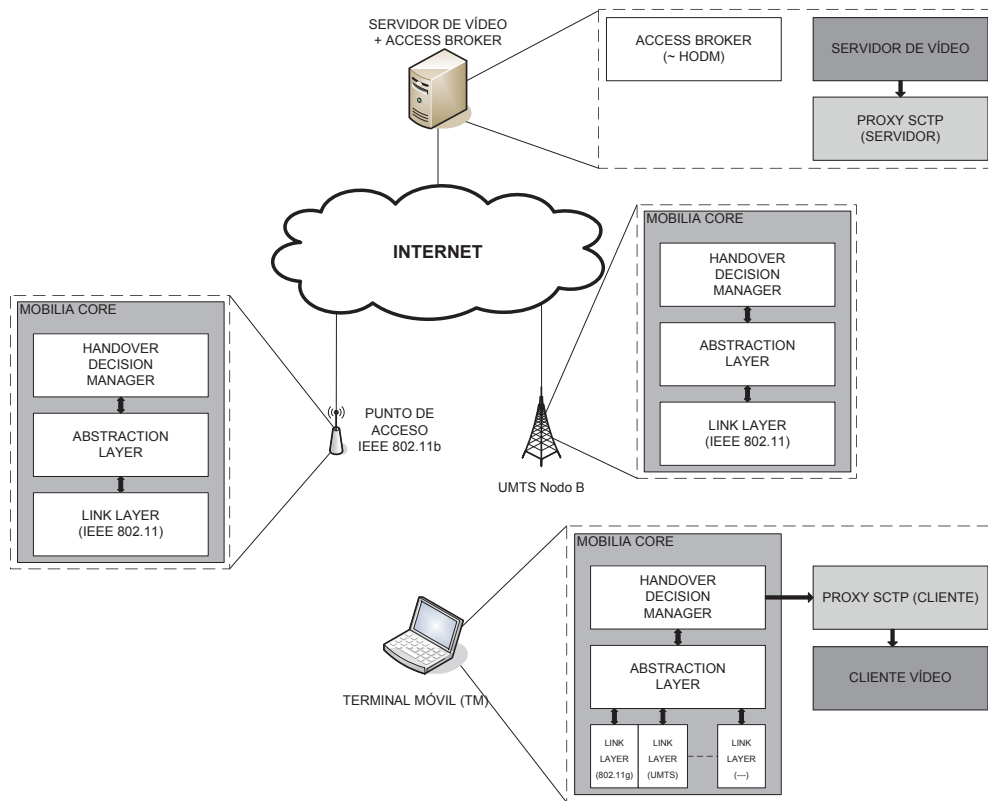 SERVIDOR DE VÍDEO
+ ACCESS BROKER
ACCESS BROKER
(~ HODM)
SERVIDOR DE VÍDEO
PROXY SCTP
(SERVIDOR)
INTERNET
MOBILIA CORE
HANDOVER
DECISION
MANAGER
ABSTRACTION
LAYER
LINK LAYER
(IEEE 802.11)
UMTS Nodo B
MOBILIA CORE
HANDOVER
DECISION
MANAGER
ABSTRACTION
LAYER
LINK LAYER
(IEEE 802.11)
PUNTO DE
ACCESO
IEEE 802.11b
TERMINAL MÓVIL (TM)
MOBILIA CORE
HANDOVER
DECISION
MANAGER
ABSTRACTION
LAYER
LINK
LAYER
(802.11g)
LINK
LAYER
(UMTS)
LINK
LAYER
(---)
PROXY SCTP (CLIENTE)
CLIENTE VÍDEO